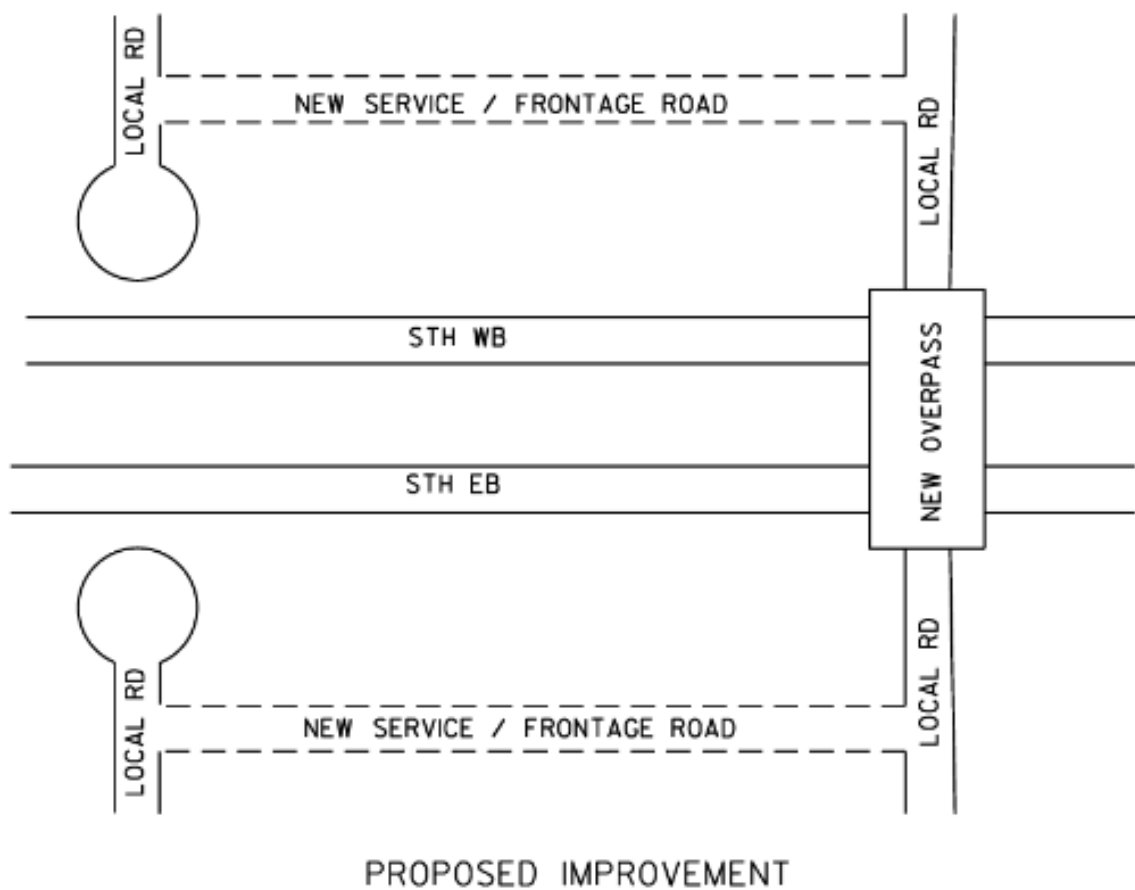 LOCAL RD
NEW SERVICE / FRONTAGE ROAD
LOCAL RD
STH WB
NEW OVERPASS
STH EB
LOCAL RD
NEW SERVICE / FRONTAGE ROAD
LOCAL RD
PROPOSED IMPROVEMENT